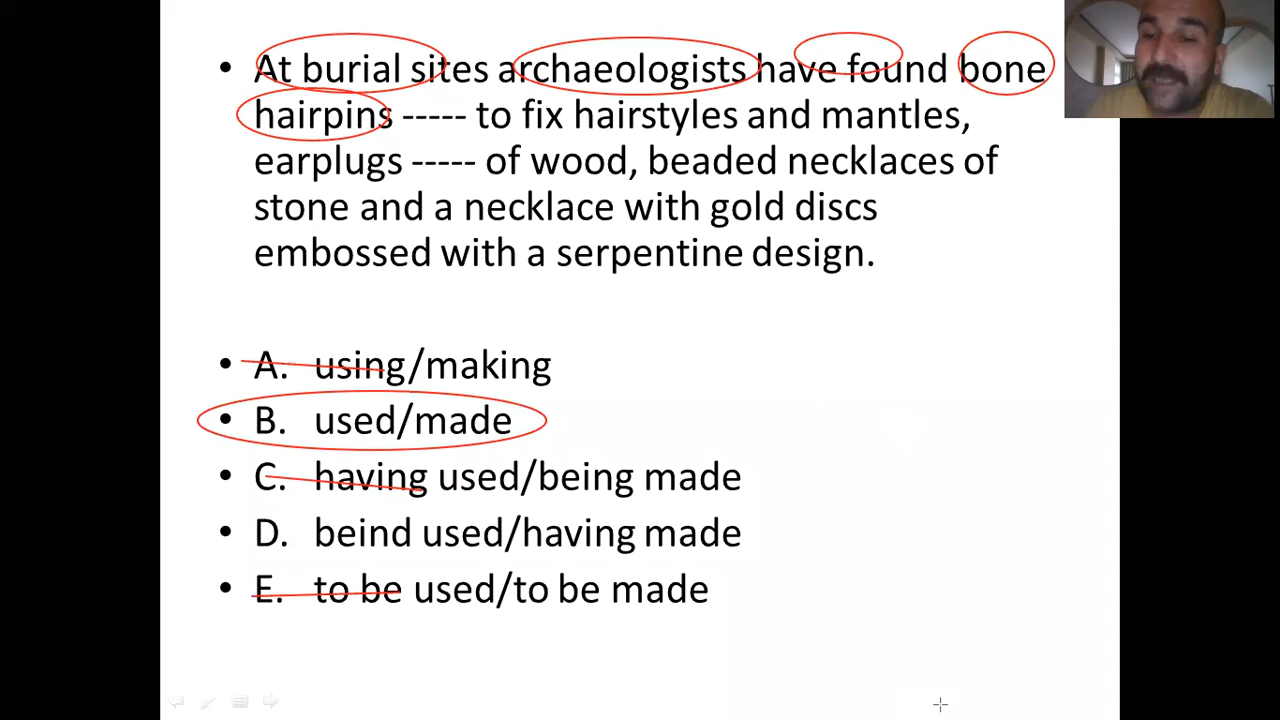 • At burial sites archaeologists have found bone
hairpins ----- to fix hairstyles and mantles,
earplugs ----- of wood, beaded necklaces of
stone and a necklace with gold discs
embossed with a serpentine design.
• A. using/making
• B. used/made
• C. having used/being made
• D. beind used/having made
• E. to be used/to be made